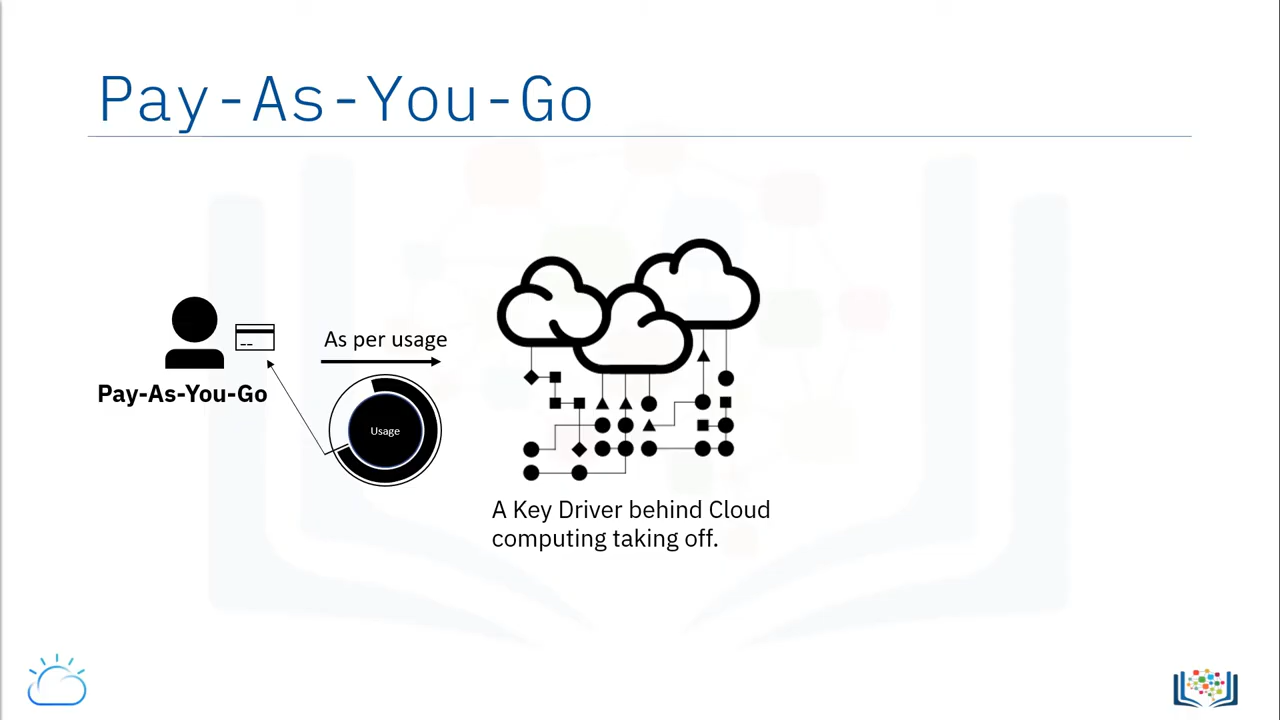 Pay-As-You-Go
As per usage
Pay-As-You-Go
Usage
A Key Driver behind Cloud
computing taking off.